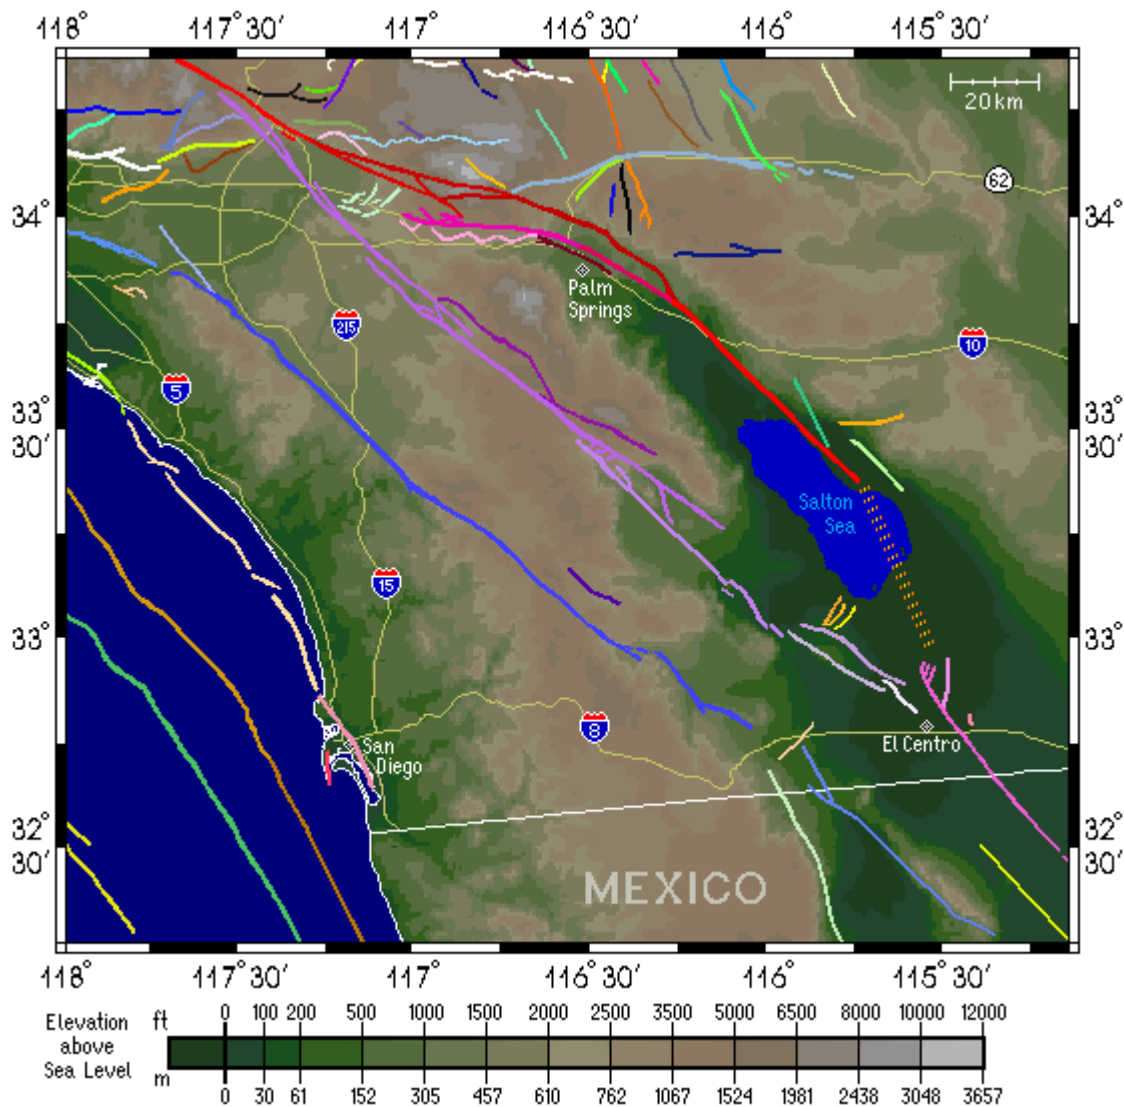 118° 117° 30′ 117° 116° 30′ 116° 115° 30′
20 km
62
34° 34°
Palm
Springs
215
10
5
33° 33°
30′ 30′
Salton
Sea
15
33° 33°
8
El Centro
San
Diego
32° 32°
30′ 30′
MEXICO
118° 117° 30′ 117° 116° 30′ 116° 115° 30′
Elevation
above
Sea Level
ft 0 100 200 500 1000 1500 2000 2500 3500 5000 6500 8000 10000 12000
m 0 30 61 152 305 457 610 762 1067 1524 1981 2438 3048 3657